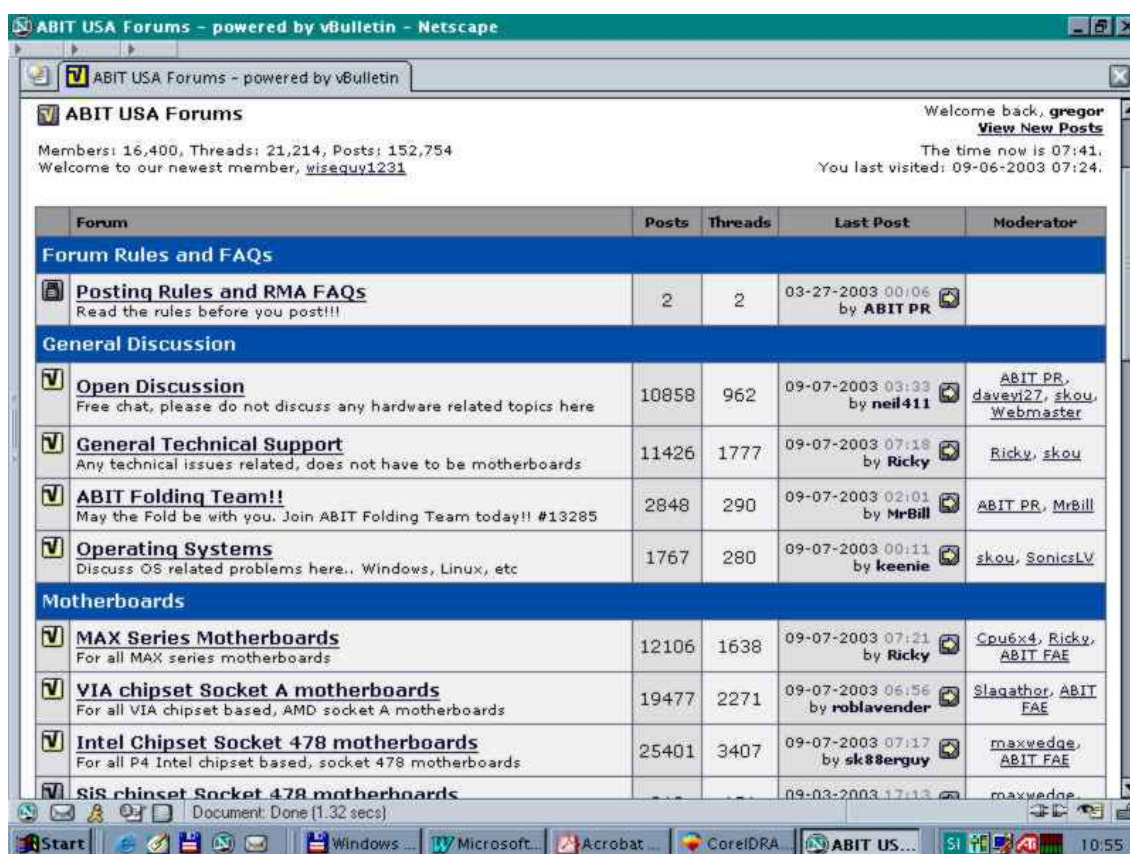 ABIT USA Forums - powered by vBulletin - Netscape
ABIT USA Forums - powered by vBulletin
ABIT USA Forums
Welcome back, gregor
View New Posts
Members: 16,400, Threads: 21,214, Posts: 152,754
The time now is 07:41.
Welcome to our newest member, wiseguy1231
You last visited: 09-06-2003 07:24.
Forum Posts Threads Last Post Moderator
Forum Rules and FAQs
Posting Rules and RMA FAQs
Read the rules before you post!!!
2 2 03-27-2003 00:06
by ABIT PR
General Discussion
Open Discussion
Free chat, please do not discuss any hardware related topics here
10858 962 09-07-2003 03:33
by neil411
ABIT PR,
davevj27, skou,
Webmaster
General Technical Support
Any technical issues related, does not have to be motherboards
11426 1777 09-07-2003 07:18
by Ricky
Ricky, skou
ABIT Folding Team!!
May the Fold be with you. Join ABIT Folding Team today!! #13285
2848 290 09-07-2003 02:01
by MrBill
ABIT PR, MrBill
Operating Systems
Discuss OS related problems here.. Windows, Linux, etc
1767 280 09-07-2003 00:11
by keenie
skou, SonicsLV
Motherboards
MAX Series Motherboards
For all MAX series motherboards
12106 1638 09-07-2003 07:21
by Ricky
Cpu6x4, Ricky,
ABIT FAE
VIA chipset Socket A motherboards
For all VIA chipset based, AMD socket A motherboards
19477 2271 09-07-2003 06:56
by roblavender
Slagathor, ABIT
FAE
Intel Chipset Socket 478 motherboards
For all P4 Intel chipset based, socket 478 motherboards
25401 3407 09-07-2003 07:17
by sk88erguy
maxwedge,
ABIT FAE
SiS chipset Socket 478 motherboards
09-03-2003 17:13
maxwedge,
Document: Done (1.32 secs)
Start Windows ... Microsoft... Acrobat ... CorelDRA... ABIT US... SI 10:55